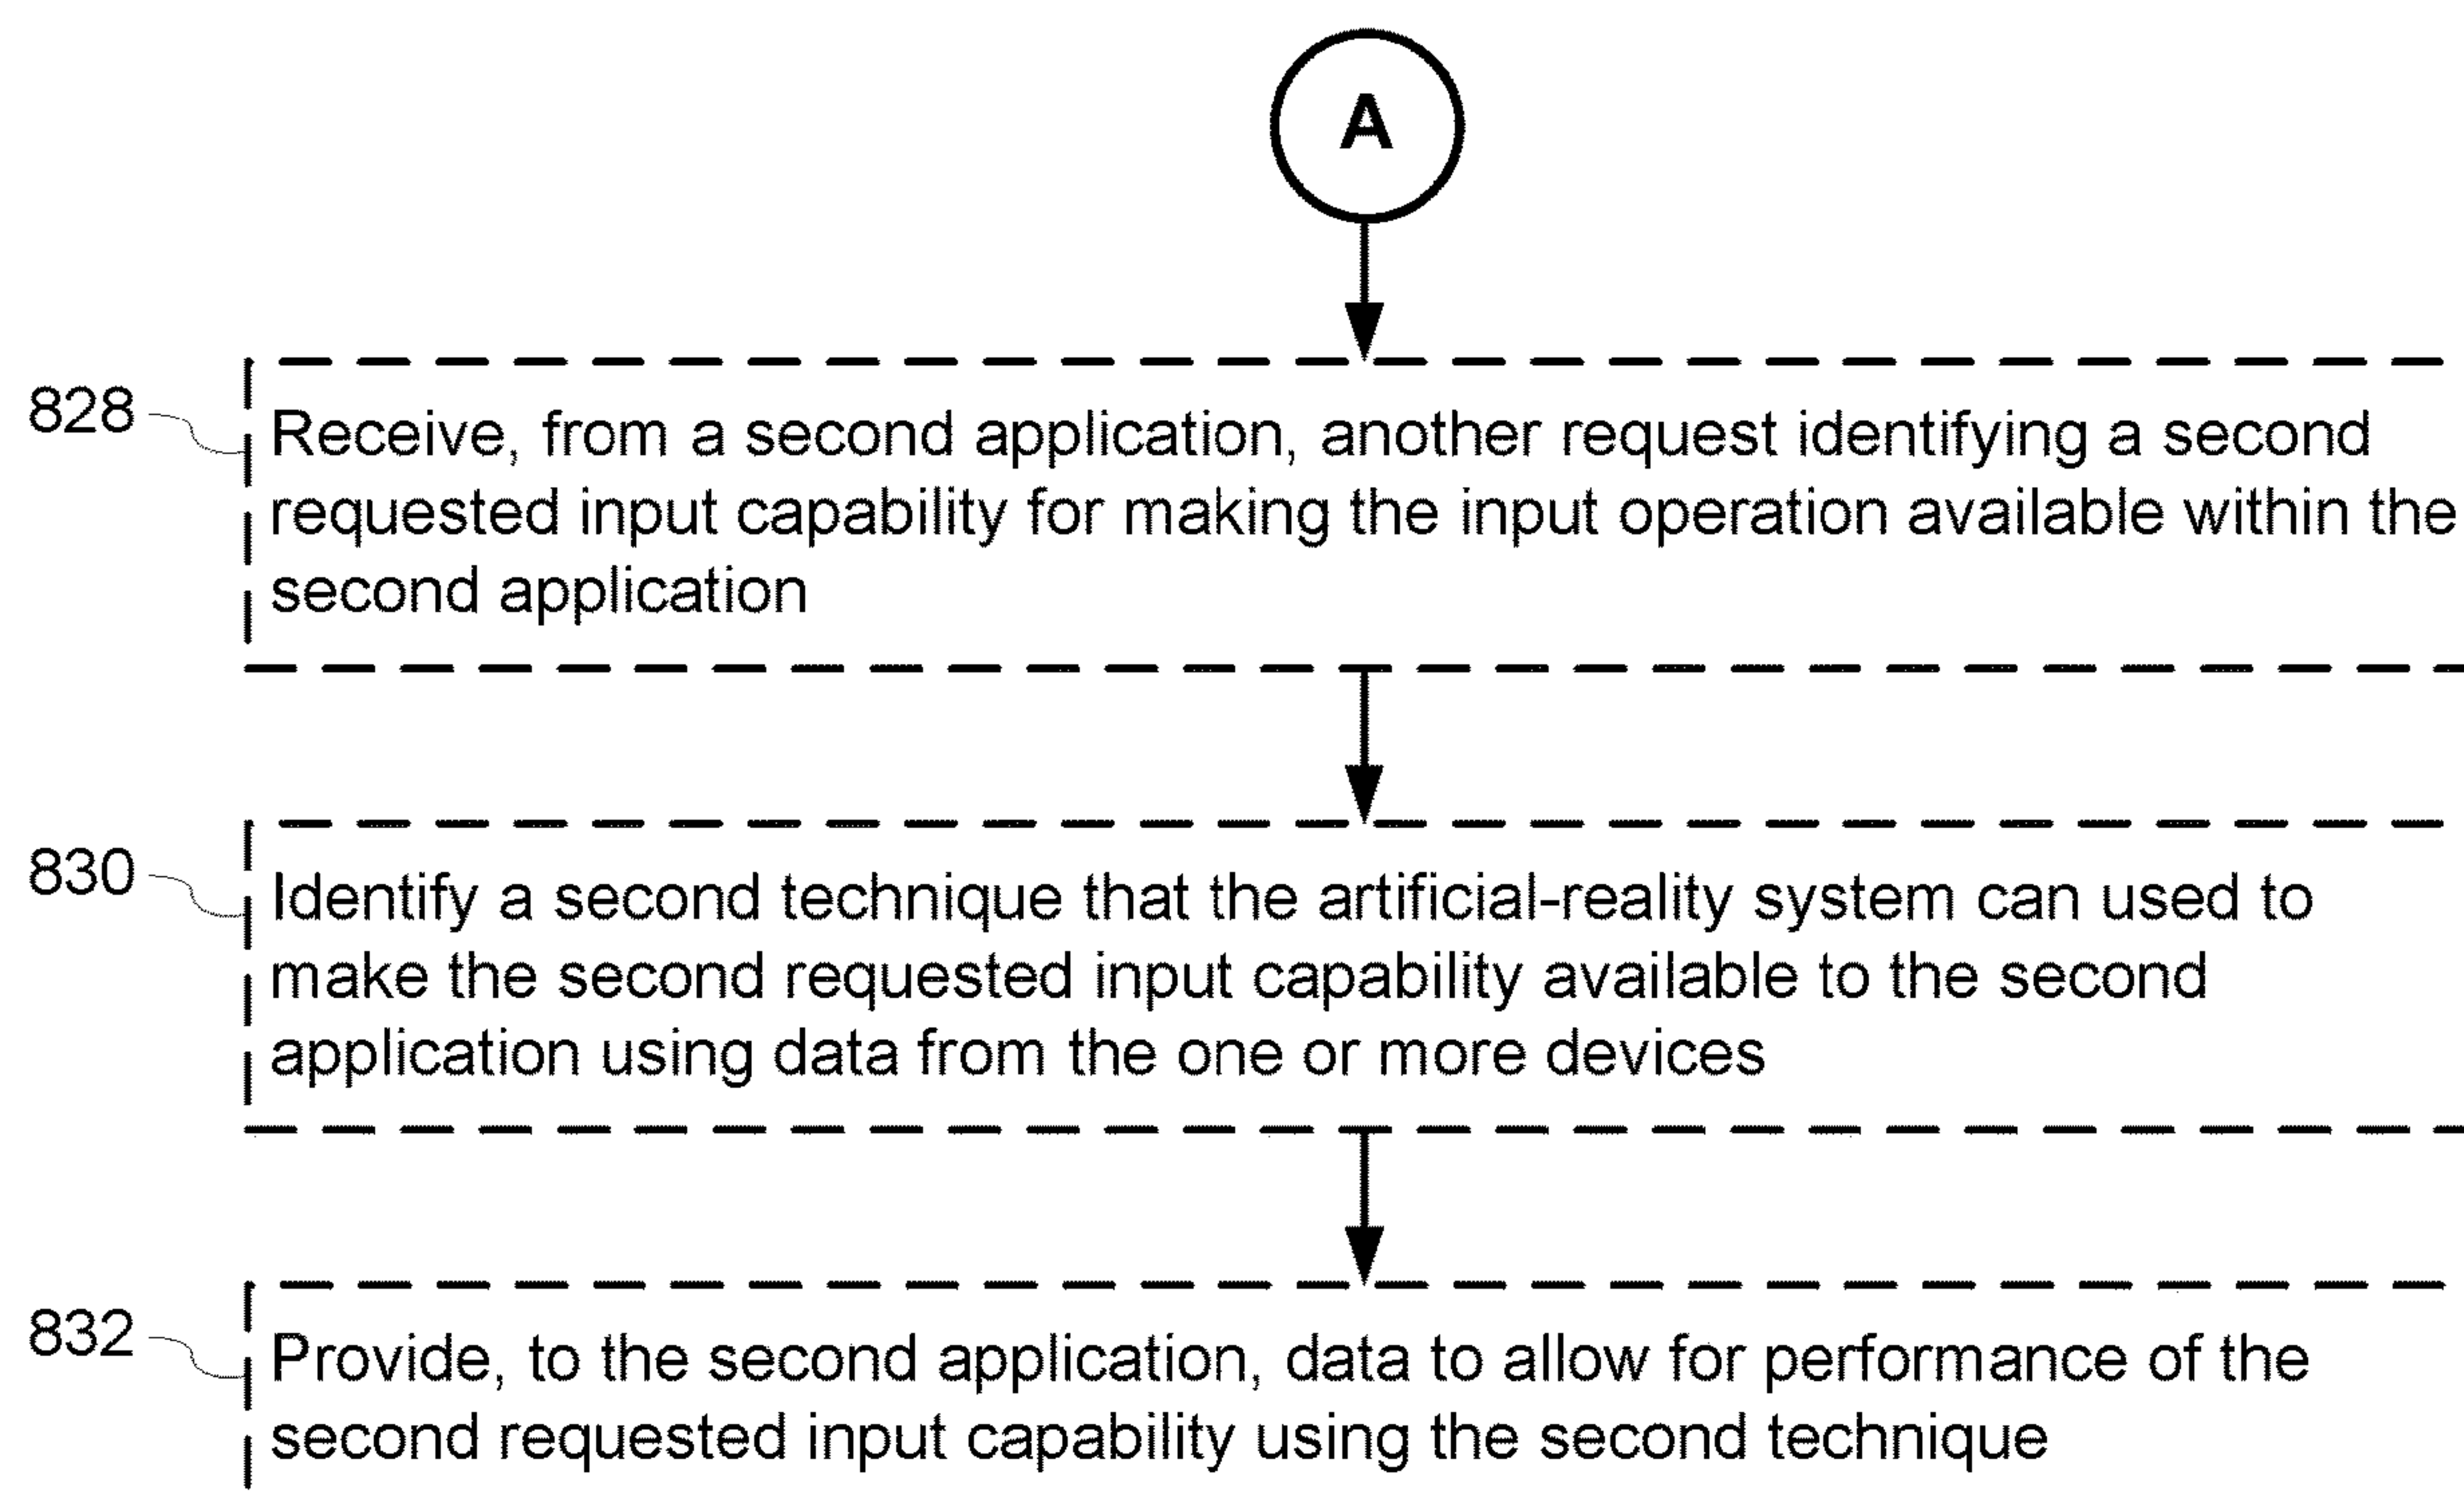 A
828
Receive, from a second application, another request identifying a second
requested input capability for making the input operation available within the
second application
830
Identify a second technique that the artificial-reality system can used to
make the second requested input capability available to the second
application using data from the one or more devices
832
Provide, to the second application, data to allow for performance of the
second requested input capability using the second technique